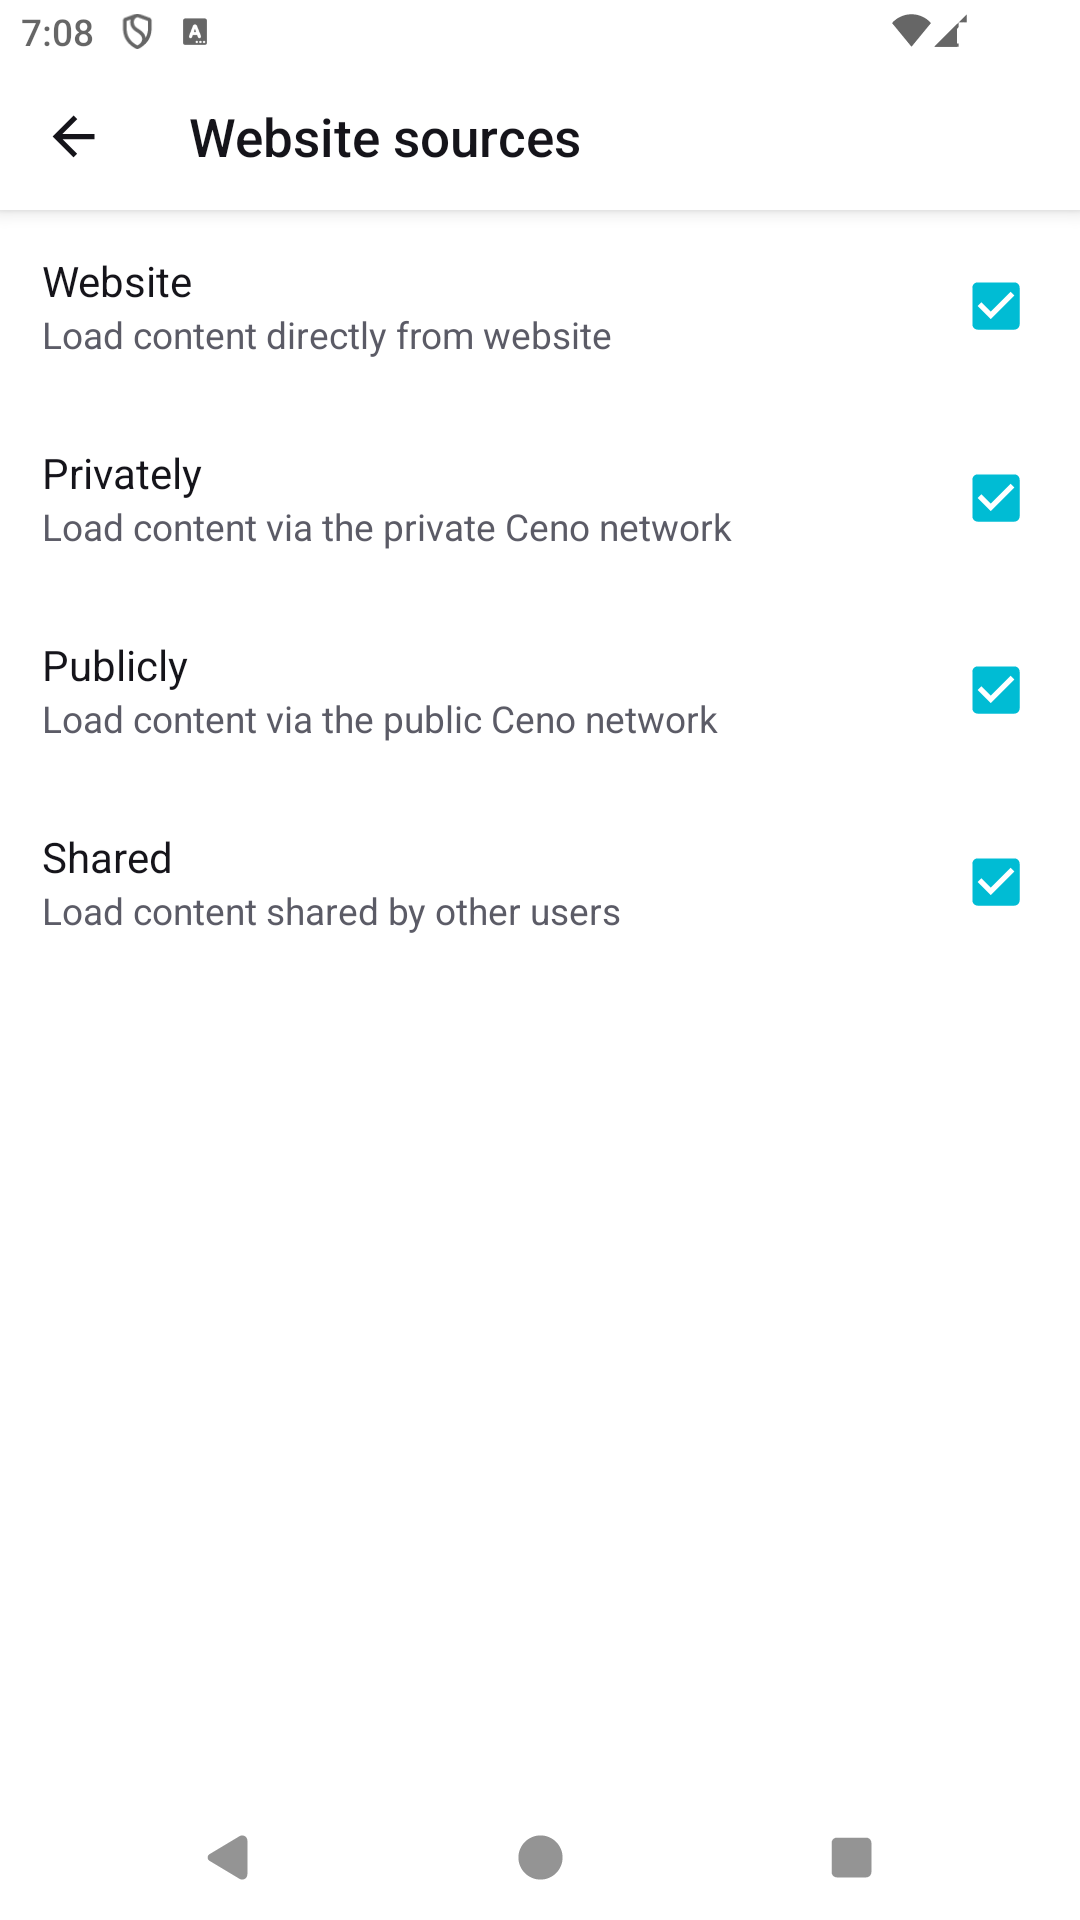 7:08
Website sources
Website
Load content directly from website
Privately
Load content via the private Ceno network
Publicly
Load content via the public Ceno network
Shared
Load content shared by other users